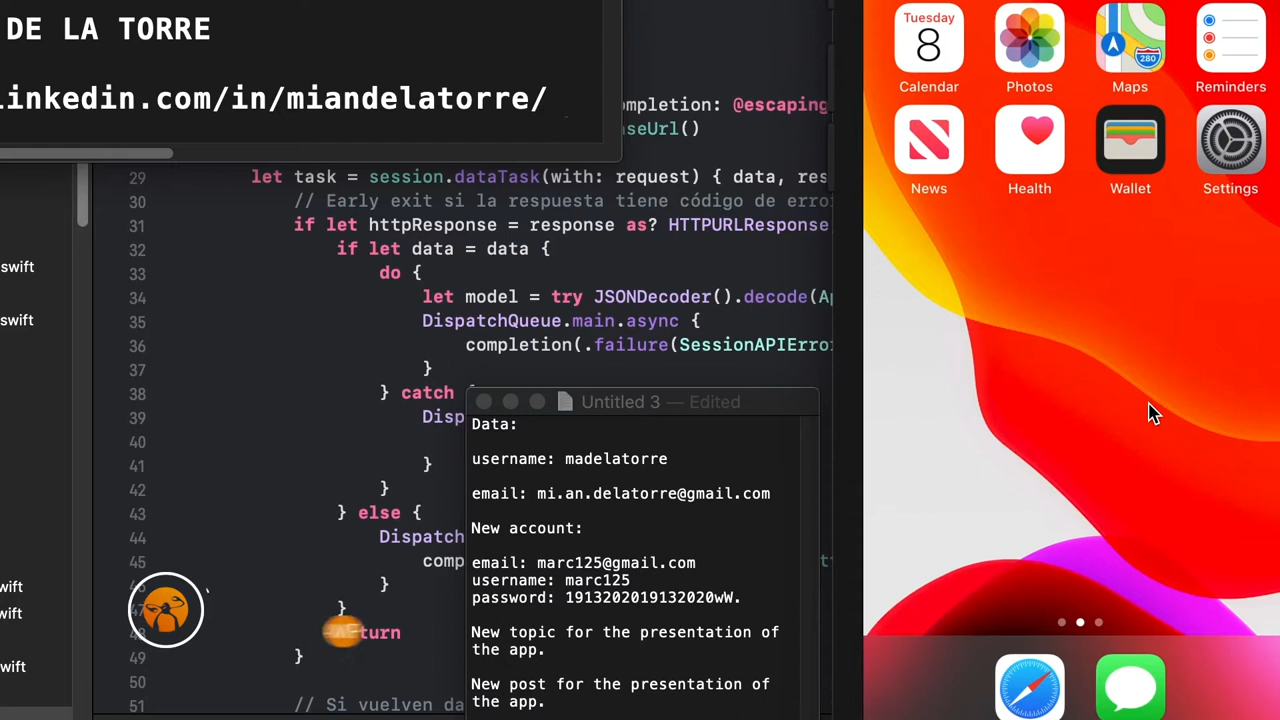 DE LA TORRE
linkedin.com/in/miandelatorre/
swift
swift
wift
wift
wift
ompletion: @escaping
seUrl()
29 let task = session.dataTask(with: request) { data, res
30 // Early exit si la respuesta tiene código de erro
31 if let httpResponse = response as? HTTPURLResponse
32 if let data = data {
33 do {
34 let model = try JSONDecoder().decode(Ap
35 DispatchQueue.main.async {
36 completion(.failure(SessionAPIError
37 }
38 } catch {
39 Disp
40
41 }
42 }
43 } else {
44 Dispatch
45 comp
46 }
47 }
48 return
49 }
50
51 // Si vuelven da
Untitled 3 — Edited
Data:
username: madelatorre
email: mi.an.delatorre@gmail.com
New account:
email: marc125@gmail.com
username: marc125
password: 1913202019132020wW.
New topic for the presentation of
the app.
New post for the presentation of
the app.
Tuesday
8
Calendar
Photos
280
Maps
Reminders
News
Health
Wallet
Settings